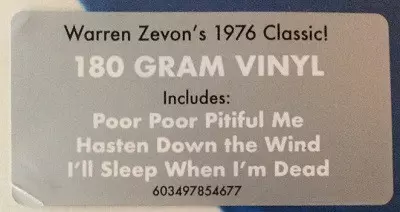 Warren Zevon's 1976 Classic!
180 GRAM VINYL
Includes:
Poor Poor Pitiful Me
Hasten Down the Wind
I'll Sleep When I'm Dead
603497854677